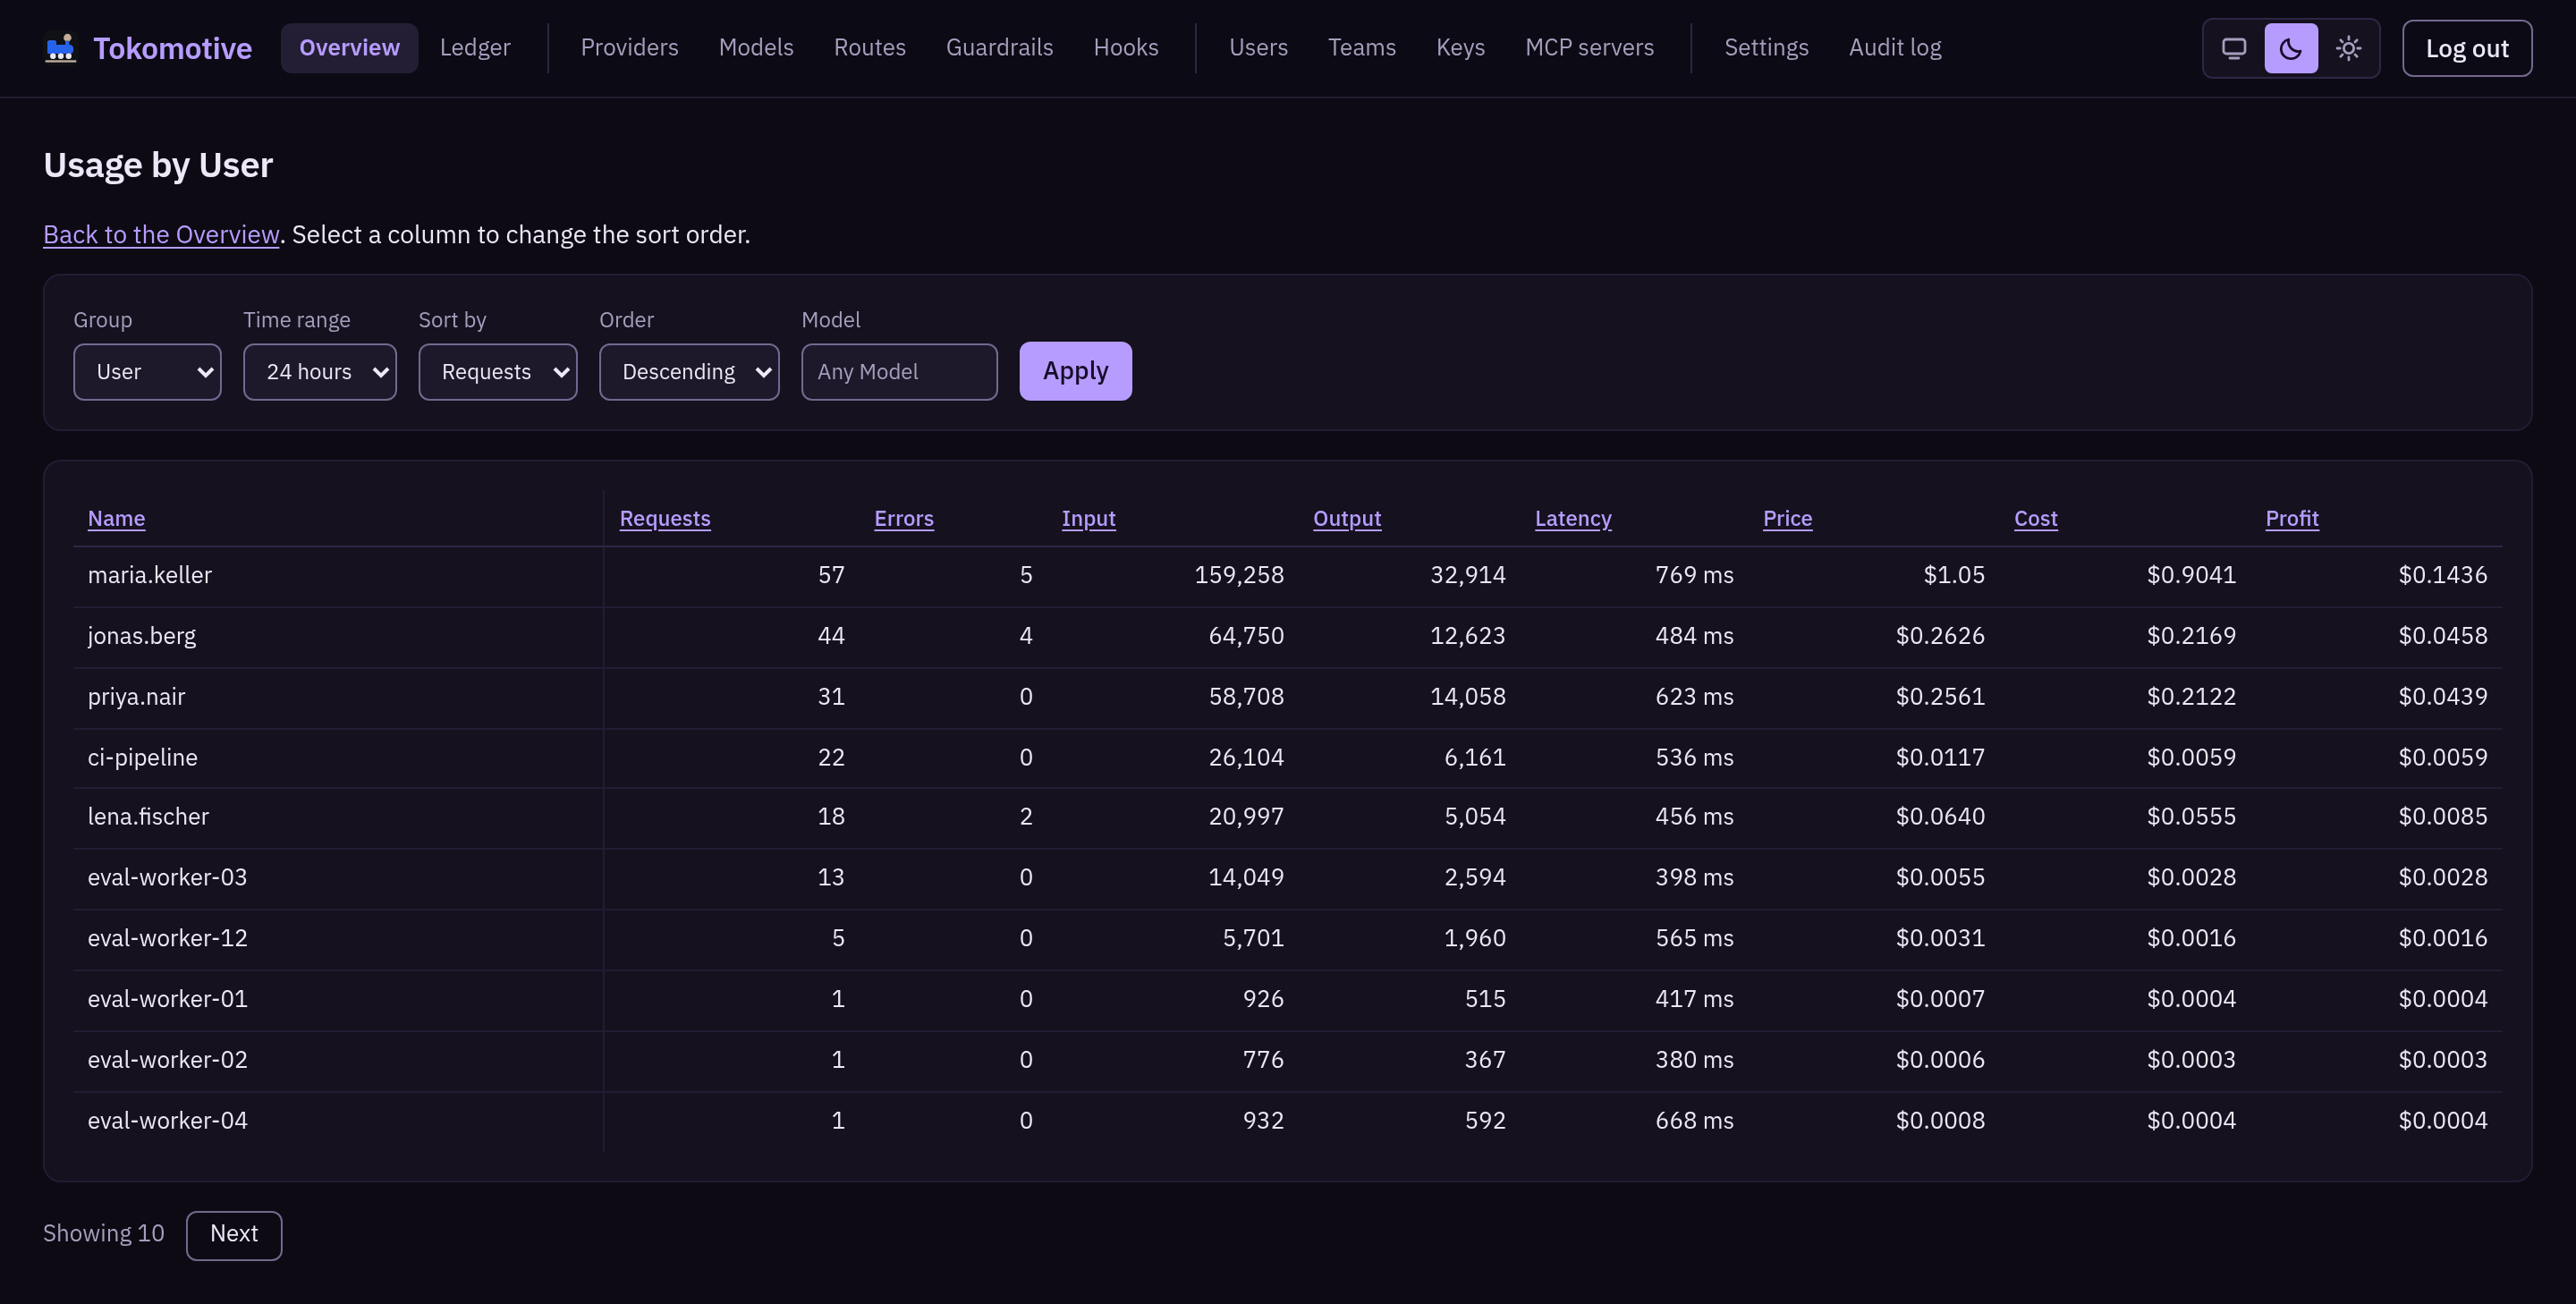 Tokomotive Overview Ledger Providers Models Routes Guardrails Hooks Users Teams Keys MCP servers Settings Audit log Log out
Usage by User
Back to the Overview. Select a column to change the sort order.
Group Time range Sort by Order Model
User 24 hours Requests Descending Any Model Apply
Name Requests Errors Input Output Latency Price Cost Profit
maria.keller 57 5 159,258 32,914 769 ms $1.05 $0.9041 $0.1436
jonas.berg 44 4 64,750 12,623 484 ms $0.2626 $0.2169 $0.0458
priya.nair 31 0 58,708 14,058 623 ms $0.2561 $0.2122 $0.0439
ci-pipeline 22 0 26,104 6,161 536 ms $0.0117 $0.0059 $0.0059
lena.fischer 18 2 20,997 5,054 456 ms $0.0640 $0.0555 $0.0085
eval-worker-03 13 0 14,049 2,594 398 ms $0.0055 $0.0028 $0.0028
eval-worker-12 5 0 5,701 1,960 565 ms $0.0031 $0.0016 $0.0016
eval-worker-01 1 0 926 515 417 ms $0.0007 $0.0004 $0.0004
eval-worker-02 1 0 776 367 380 ms $0.0006 $0.0003 $0.0003
eval-worker-04 1 0 932 592 668 ms $0.0008 $0.0004 $0.0004
Showing 10 Next